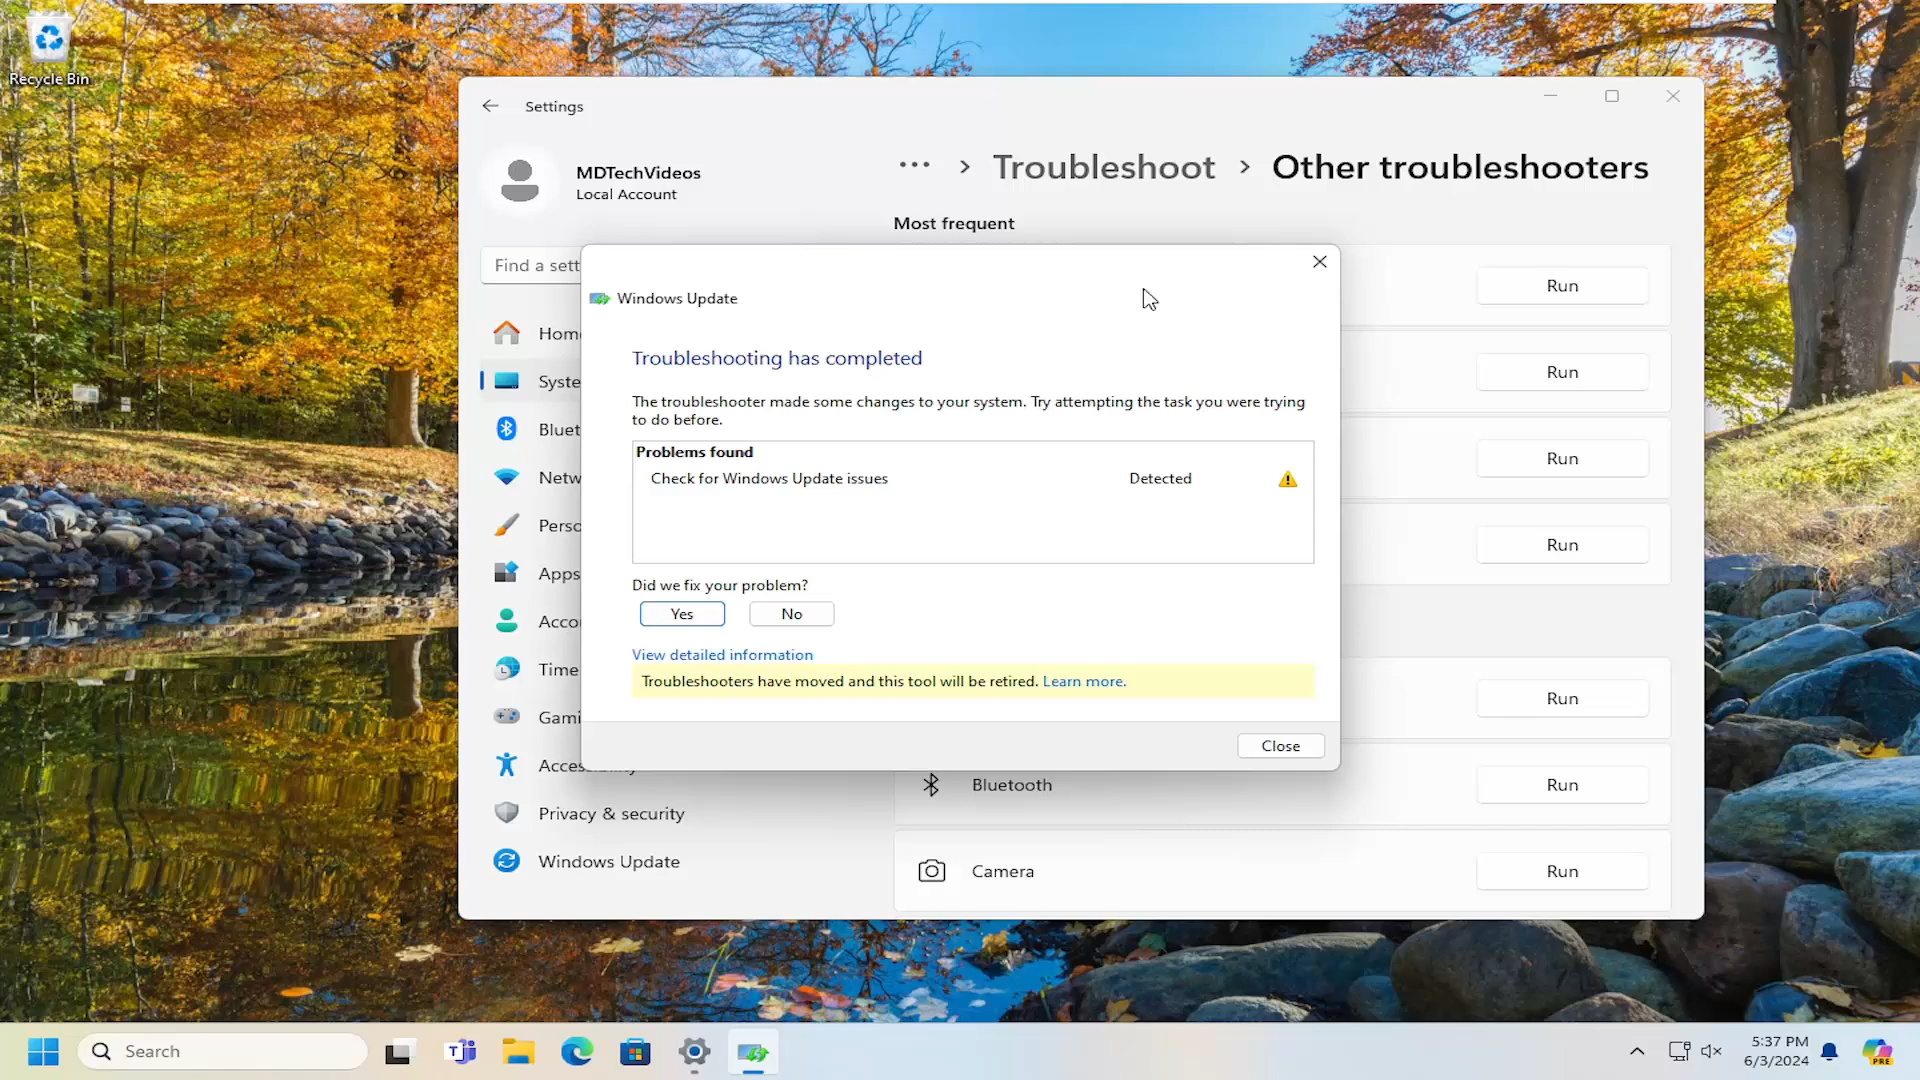 Recycle Bin
Settings
MDTechVideos
Local Account
··· > Troubleshoot > Other troubleshooters
Most frequent
Find a sett
Home
Syste
Bluet
Netw
Perso
Apps
Accou
Time
Gami
Accessibility
Privacy & security
Windows Update
Run
Run
Run
Run
Run
Bluetooth
Run
Camera
Run
Windows Update
Troubleshooting has completed
The troubleshooter made some changes to your system. Try attempting the task you were trying
to do before.
Problems found
Check for Windows Update issues Detected
Did we fix your problem?
Yes No
View detailed information
Troubleshooters have moved and this tool will be retired. Learn more.
Close
Search
5:37 PM
6/3/2024
PRE